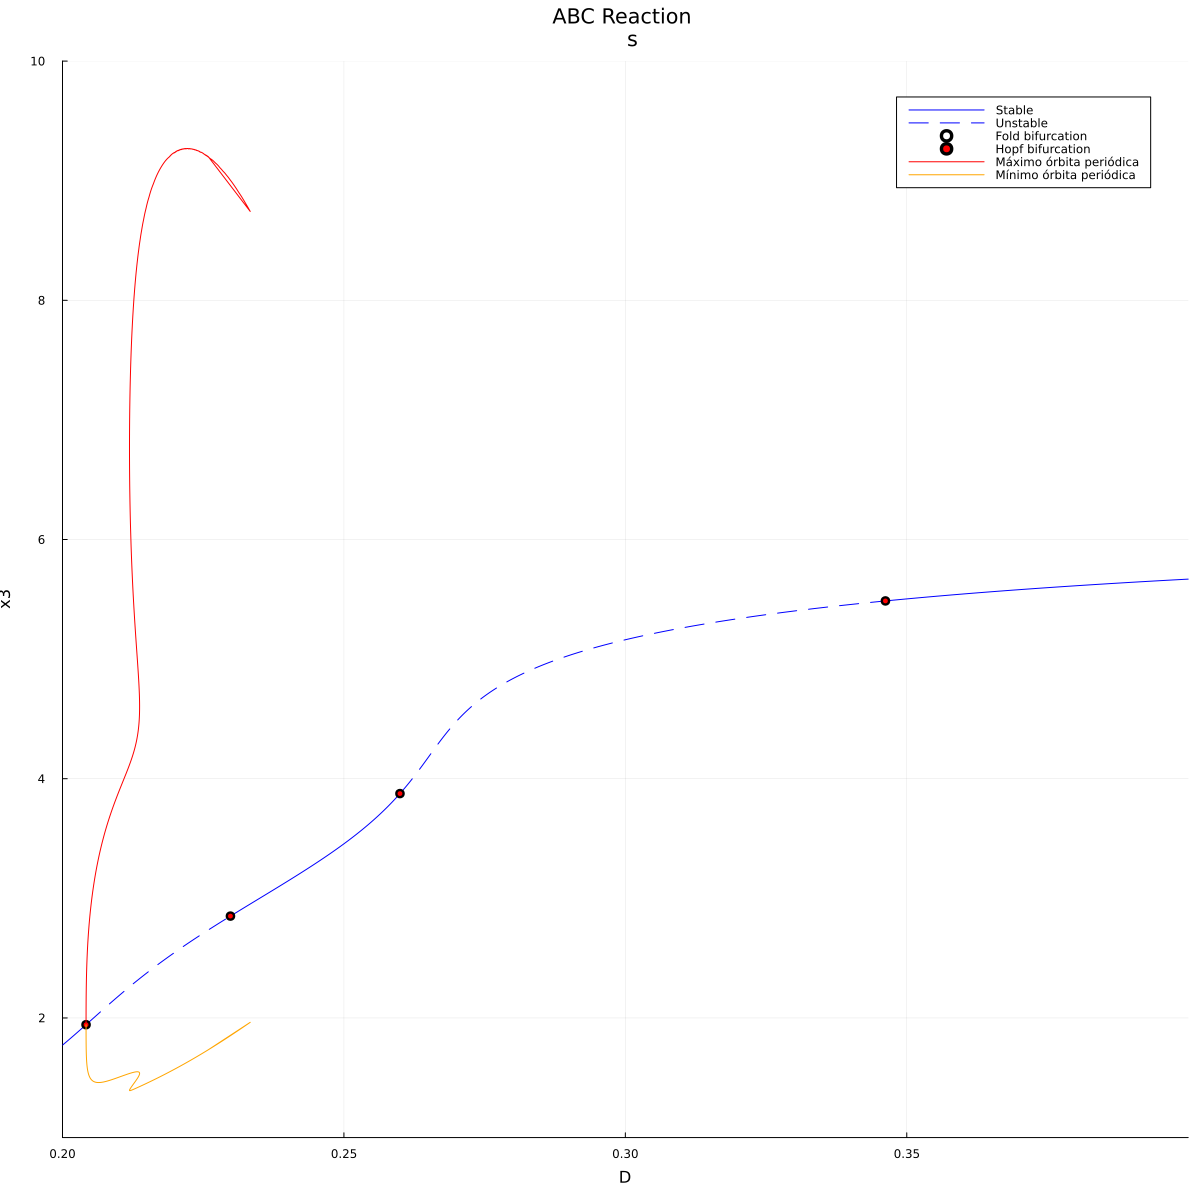 ABC Reaction
s
10
8
6
4
2
x3
Stable
Unstable
Fold bifurcation
Hopf bifurcation
Máximo órbita periódica
Mínimo órbita periódica
0.20
0.25
0.30
0.35
D